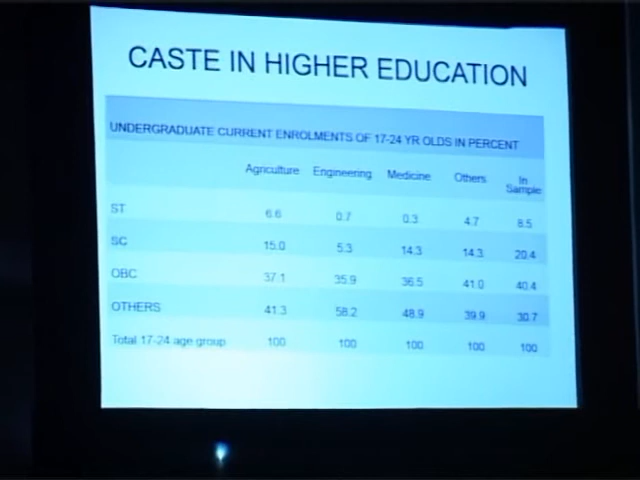 CASTE IN HIGHER EDUCATION
UNDERGRADUATE CURRENT ENROLMENTS OF 17-24 YR OLDS IN PERCENT
Agriculture Engineering Medicine Others In Sample
ST 6.6 0.7 0.3 4.7 8.5
SC 15.0 5.3 14.3 14.3 20.4
OBC 37.1 35.9 36.5 41.0 40.4
OTHERS 41.3 58.2 48.9 39.9 30.7
Total 17-24 age group 100 100 100 100 100